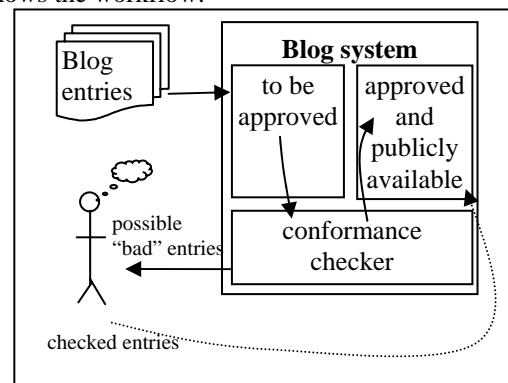 ows the workflow.
Blog system
Blog
entries
to be
approved
approved
and
publicly
available
possible
“bad” entries
conformance
checker
checked entries